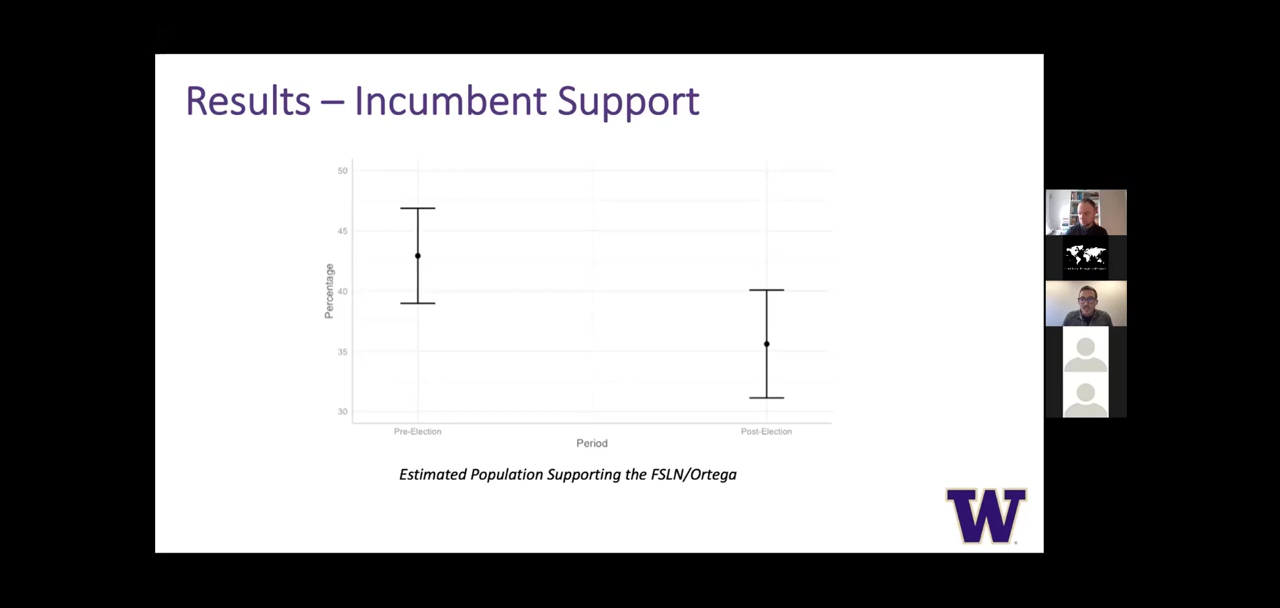 Results – Incumbent Support
50
45
40
35
30
Percentage
Pre-Election
Post-Election
Period
Estimated Population Supporting the FSLN/Ortega
W